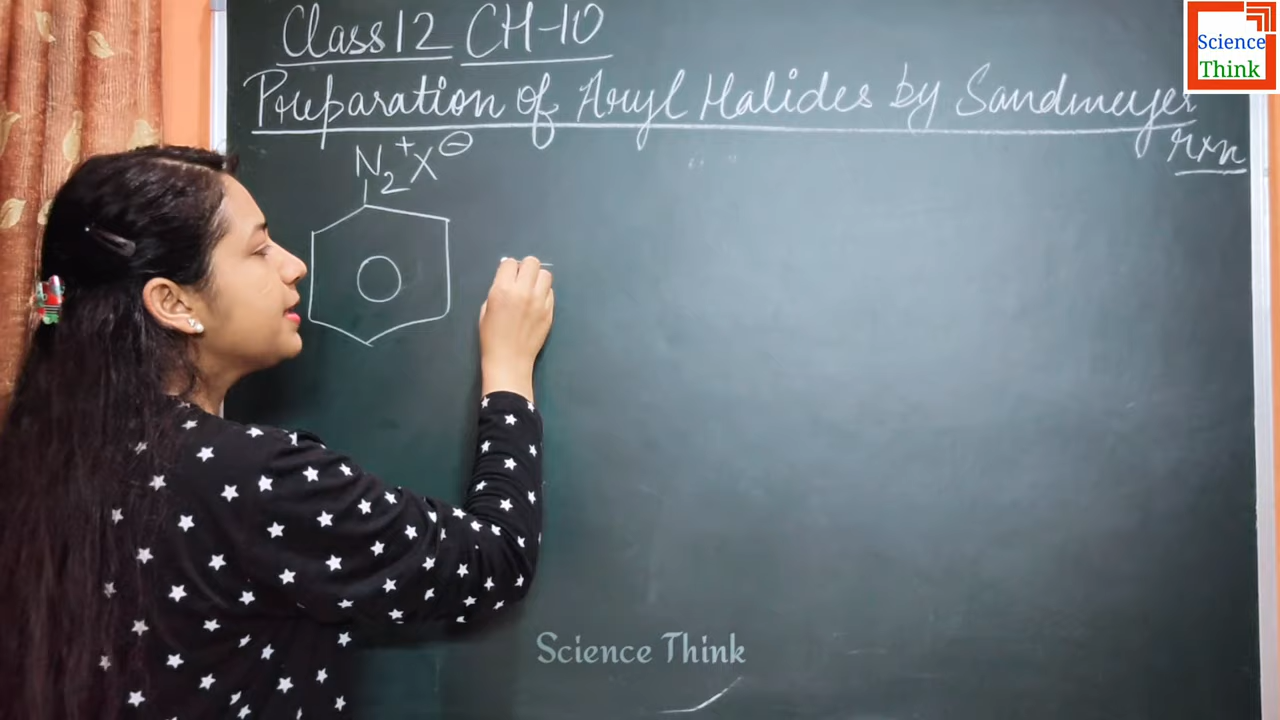 Class 12 CH-10
Preparation of Aryl Halides by Sandmeyer
rxn
N₂⁺X⊖
Science
Think
Science Think